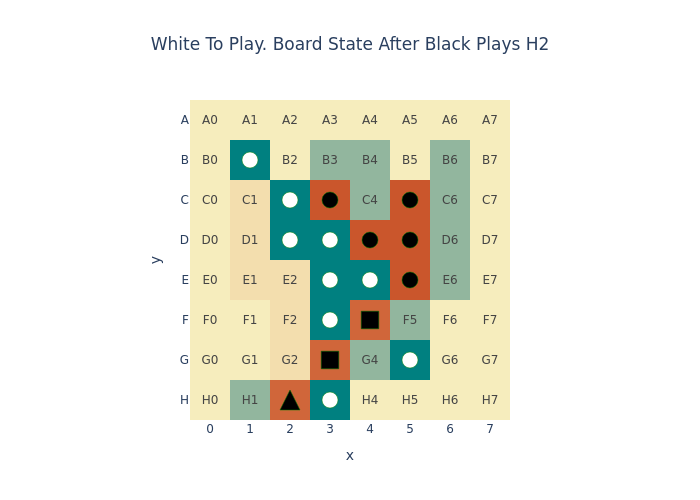 White To Play. Board State After Black Plays H2
A A0 A1 A2 A3 A4 A5 A6 A7
B B0 B2 B3 B4 B5 B6 B7
C C0 C1 C4 C6 C7
D D0 D1 D6 D7
E E0 E1 E2 E6 E7
F F0 F1 F2 F5 F6 F7
G G0 G1 G2 G4 G6 G7
H H0 H1 H4 H5 H6 H7
0 1 2 3 4 5 6 7
x
y